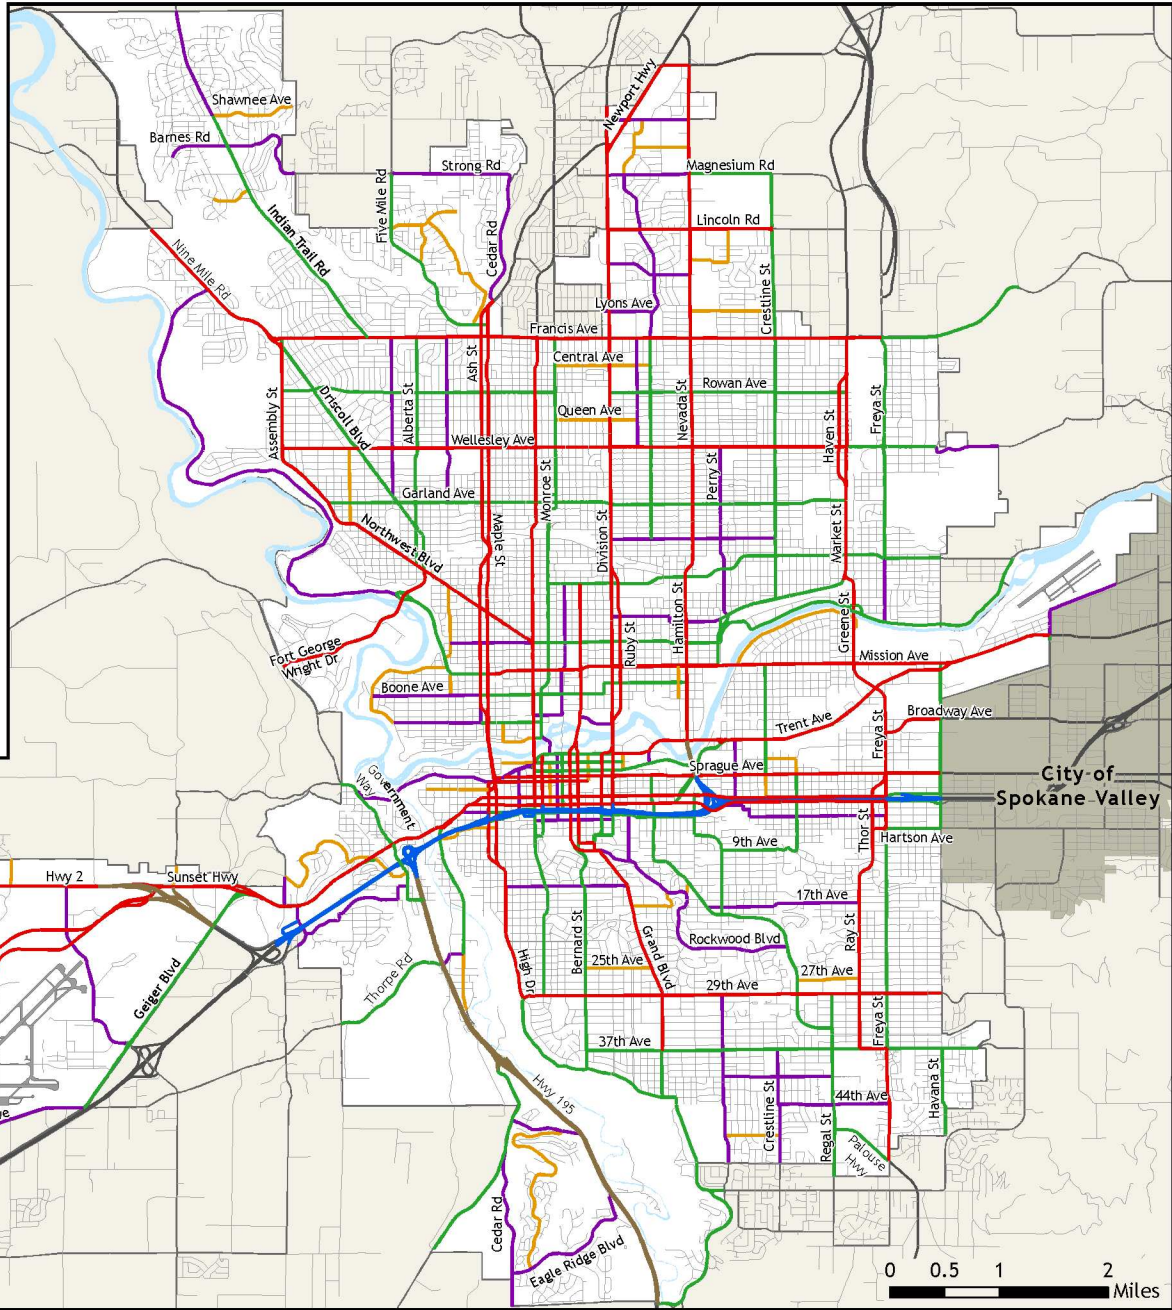 Shawnee Ave
Barnes Rd
Newport Hwy
Strong Rd
Magnesium Rd
Five Mile Rd
Indian Trail Rd
Cedar Rd
Lincoln Rd
Nine Mile Rd
Crestline St
Lyons Ave
Francis Ave
Ash St
Central Ave
Assembly St
Driscoll Blvd
Alberta St
Nevada St
Rowan Ave
Freya St
Queen Ave
Haven St
Wellesley Ave
Perry St
Monroe St
Garland Ave
Northwest Blvd
Maple St
Division St
Market St
Hamilton St
Greene St
Ruby St
Fort George
Wright Dr
Mission Ave
Boone Ave
Trent Ave
Freya St
Broadway Ave
Government
Way
Sprague Ave
City of
Spokane Valley
Thor St
9th Ave
Hartson Ave
Hwy 2
Sunset Hwy
17th Ave
Bernard St
Grand Blvd
Rockwood Blvd
Ray St
Thorpe Rd
High Dr
25th Ave
27th Ave
Geiger Blvd
29th Ave
Freya St
37th Ave
Hwy 195
Crestline St
44th Ave
Havana St
Regal St
Palouse
Hwy
ve
Cedar Rd
Eagle Ridge Blvd
0 0.5 1 2
Miles